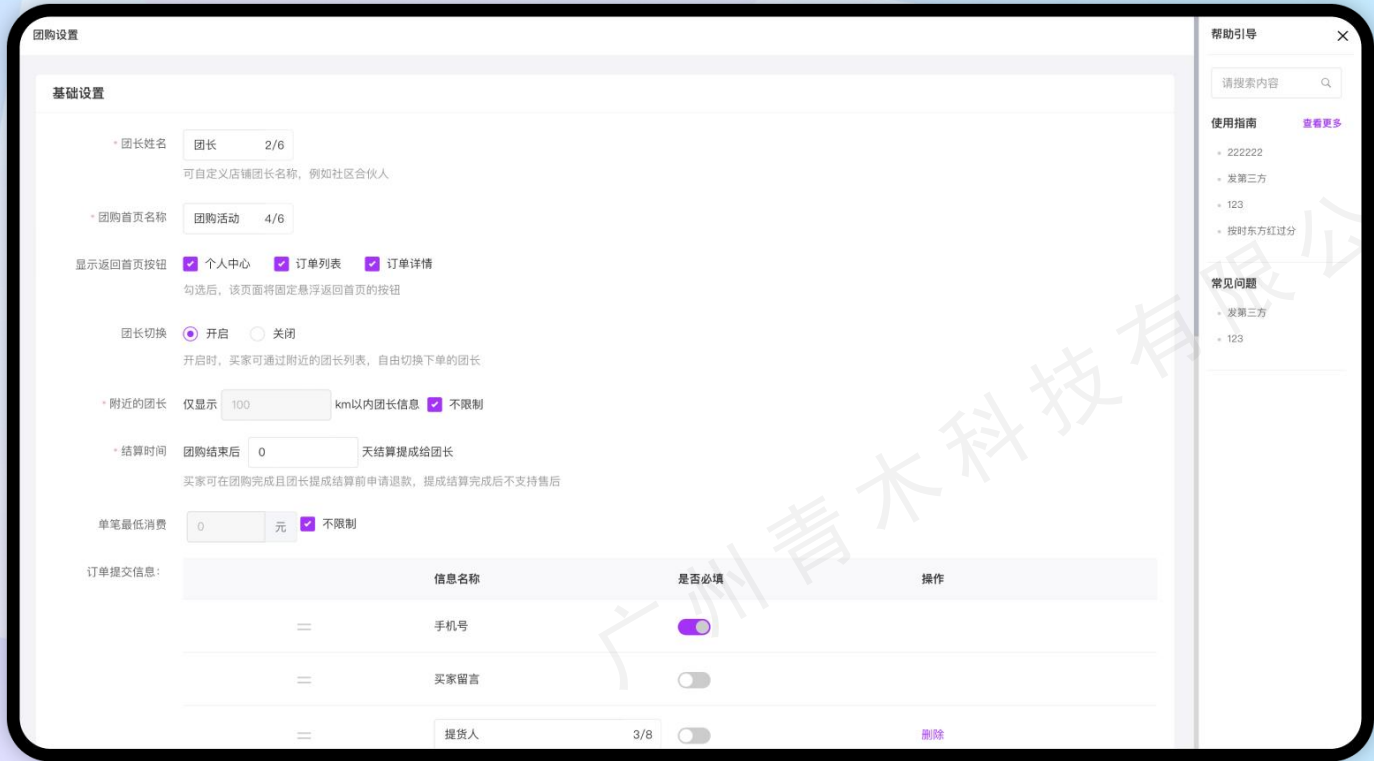 团购设置
基础设置
* 团长姓名 团长 2/6
可自定义店铺团长名称，例如社区合伙人
* 团购首页名称 团购活动 4/6
显示返回首页按钮 个人中心 订单列表 订单详情
勾选后，该页面将固定悬浮返回首页的按钮
团长切换 开启 关闭
开启时，买家可通过附近的团长列表，自由切换下单的团长
* 附近的团长 仅显示 100 km以内团长信息 不限制
* 结算时间 团购结束后 0 天结算提成给团长
买家可在团购完成且团长提成结算前申请退款，提成结算完成后不支持售后
单笔最低消费 0 元 不限制
订单提交信息： 信息名称 是否必填 操作
手机号
买家留言
提货人 3/8 删除
帮助引导
请搜索内容
使用指南 查看更多
222222
发第三方
123
按时东方红过分
常见问题
发第三方
123
广州青木科技有限公